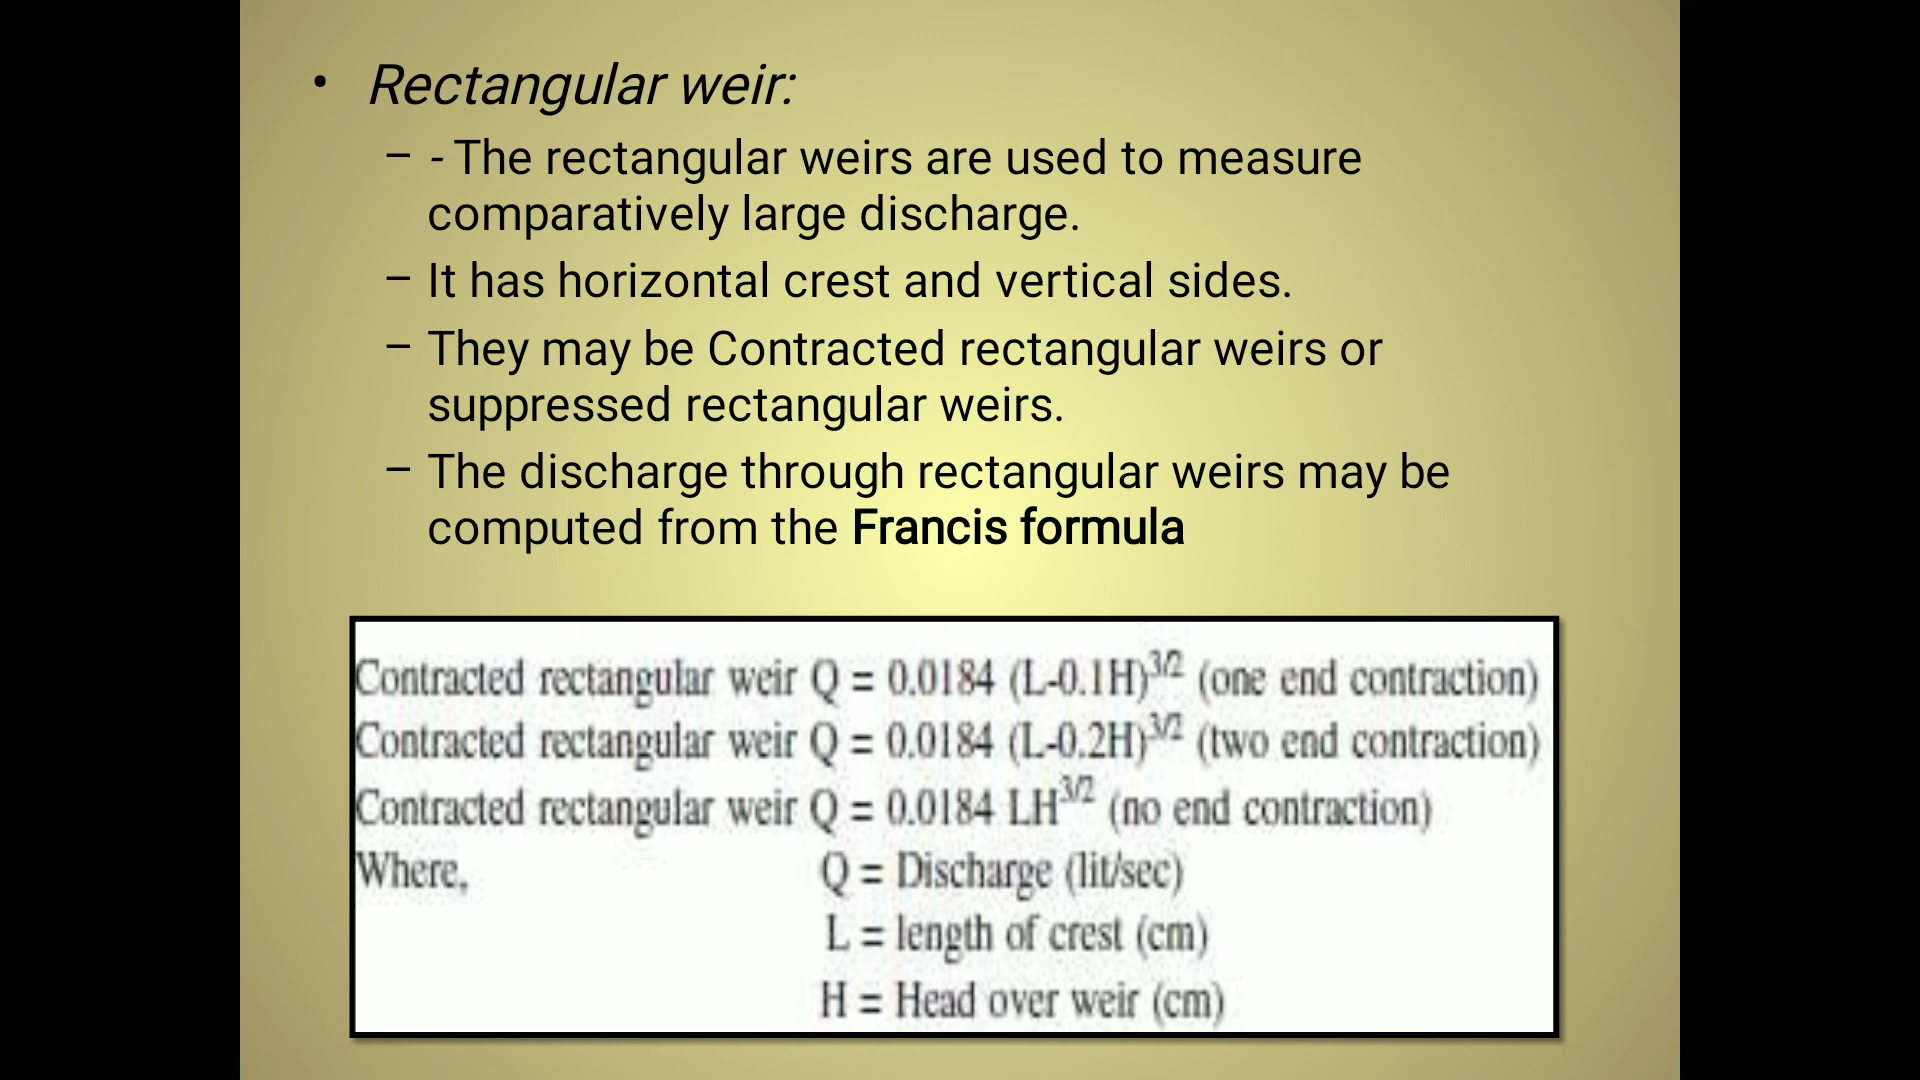 • Rectangular weir:
– - The rectangular weirs are used to measure
comparatively large discharge.
– It has horizontal crest and vertical sides.
– They may be Contracted rectangular weirs or
suppressed rectangular weirs.
– The discharge through rectangular weirs may be
computed from the Francis formula
Contracted rectangular weir Q = 0.0184 (L-0.1H)^3/2 (one end contraction)
Contracted rectangular weir Q = 0.0184 (L-0.2H)^3/2 (two end contraction)
Contracted rectangular weir Q = 0.0184 LH^3/2 (no end contraction)
Where, Q = Discharge (lit/sec)
L = length of crest (cm)
H = Head over weir (cm)